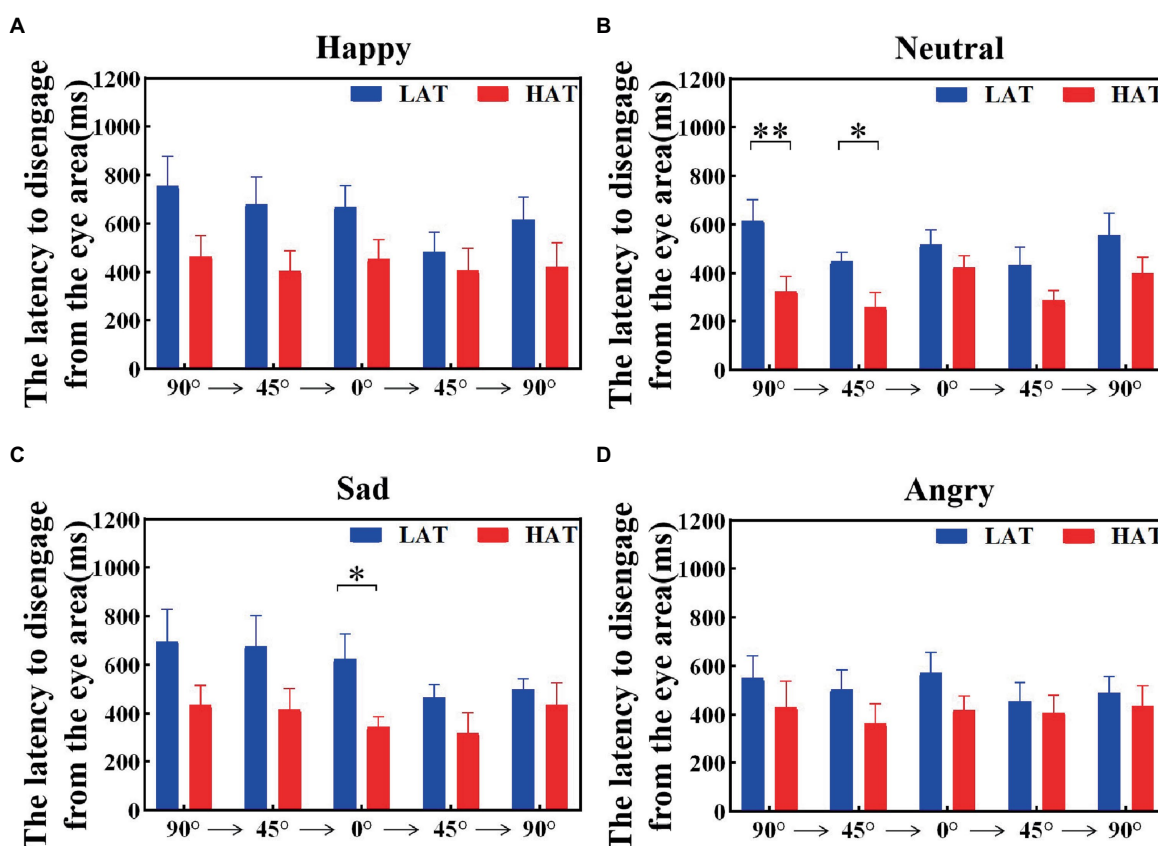 A
Happy
The latency to disengage
from the eye area(ms)
1200
1000
800
600
400
200
0
LAT HAT
90° → 45° → 0° → 45° → 90°
B
Neutral
The latency to disengage
from the eye area(ms)
1200
1000
800
600
400
200
0
LAT HAT
** *
90° → 45° → 0° → 45° → 90°
C
Sad
The latency to disengage
from the eye area(ms)
1200
1000
800
600
400
200
0
LAT HAT
*
90° → 45° → 0° → 45° → 90°
D
Angry
The latency to disengage
from the eye area(ms)
1200
1000
800
600
400
200
0
LAT HAT
90° → 45° → 0° → 45° → 90°